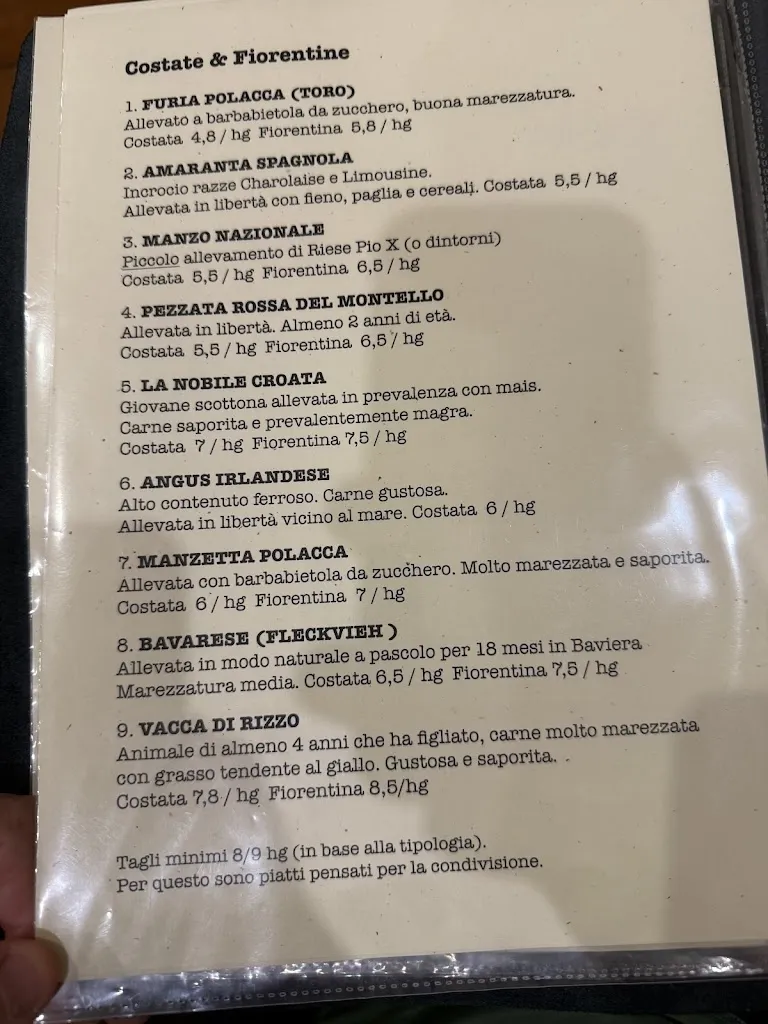 Costate & Fiorentine
1. FURIA POLACCA (TORO)
Allevato a barbabietola da zucchero, buona marezzatura.
Costata 4,8 / hg Fiorentina 5,8 / hg
2. AMARANTA SPAGNOLA
Incrocio razze Charolaise e Limousine.
Allevata in libertà con fieno, paglia e cereali. Costata 5,5 / hg
3. MANZO NAZIONALE
Piccolo allevamento di Riese Pio X (o dintorni)
Costata 5,5 / hg Fiorentina 6,5 / hg
4. PEZZATA ROSSA DEL MONTELLO
Allevata in libertà. Almeno 2 anni di età.
Costata 5,5 / hg Fiorentina 6,5 / hg
5. LA NOBILE CROATA
Giovane scottona allevata in prevalenza con mais.
Carne saporita e prevalentemente magra.
Costata 7 / hg Fiorentina 7,5 / hg
6. ANGUS IRLANDESE
Alto contenuto ferroso. Carne gustosa.
Allevata in libertà vicino al mare. Costata 6 / hg
7. MANZETTA POLACCA
Allevata con barbabietola da zucchero. Molto marezzata e saporita.
Costata 6 / hg Fiorentina 7 / hg
8. BAVARESE (FLECKVIEH )
Allevata in modo naturale a pascolo per 18 mesi in Baviera
Marezzatura media. Costata 6,5 / hg Fiorentina 7,5 / hg
9. VACCA DI RIZZO
Animale di almeno 4 anni che ha figliato, carne molto marezzata
con grasso tendente al giallo. Gustosa e saporita.
Costata 7,8 / hg Fiorentina 8,5/hg
Tagli minimi 8/9 hg (in base alla tipologia).
Per questo sono piatti pensati per la condivisione.